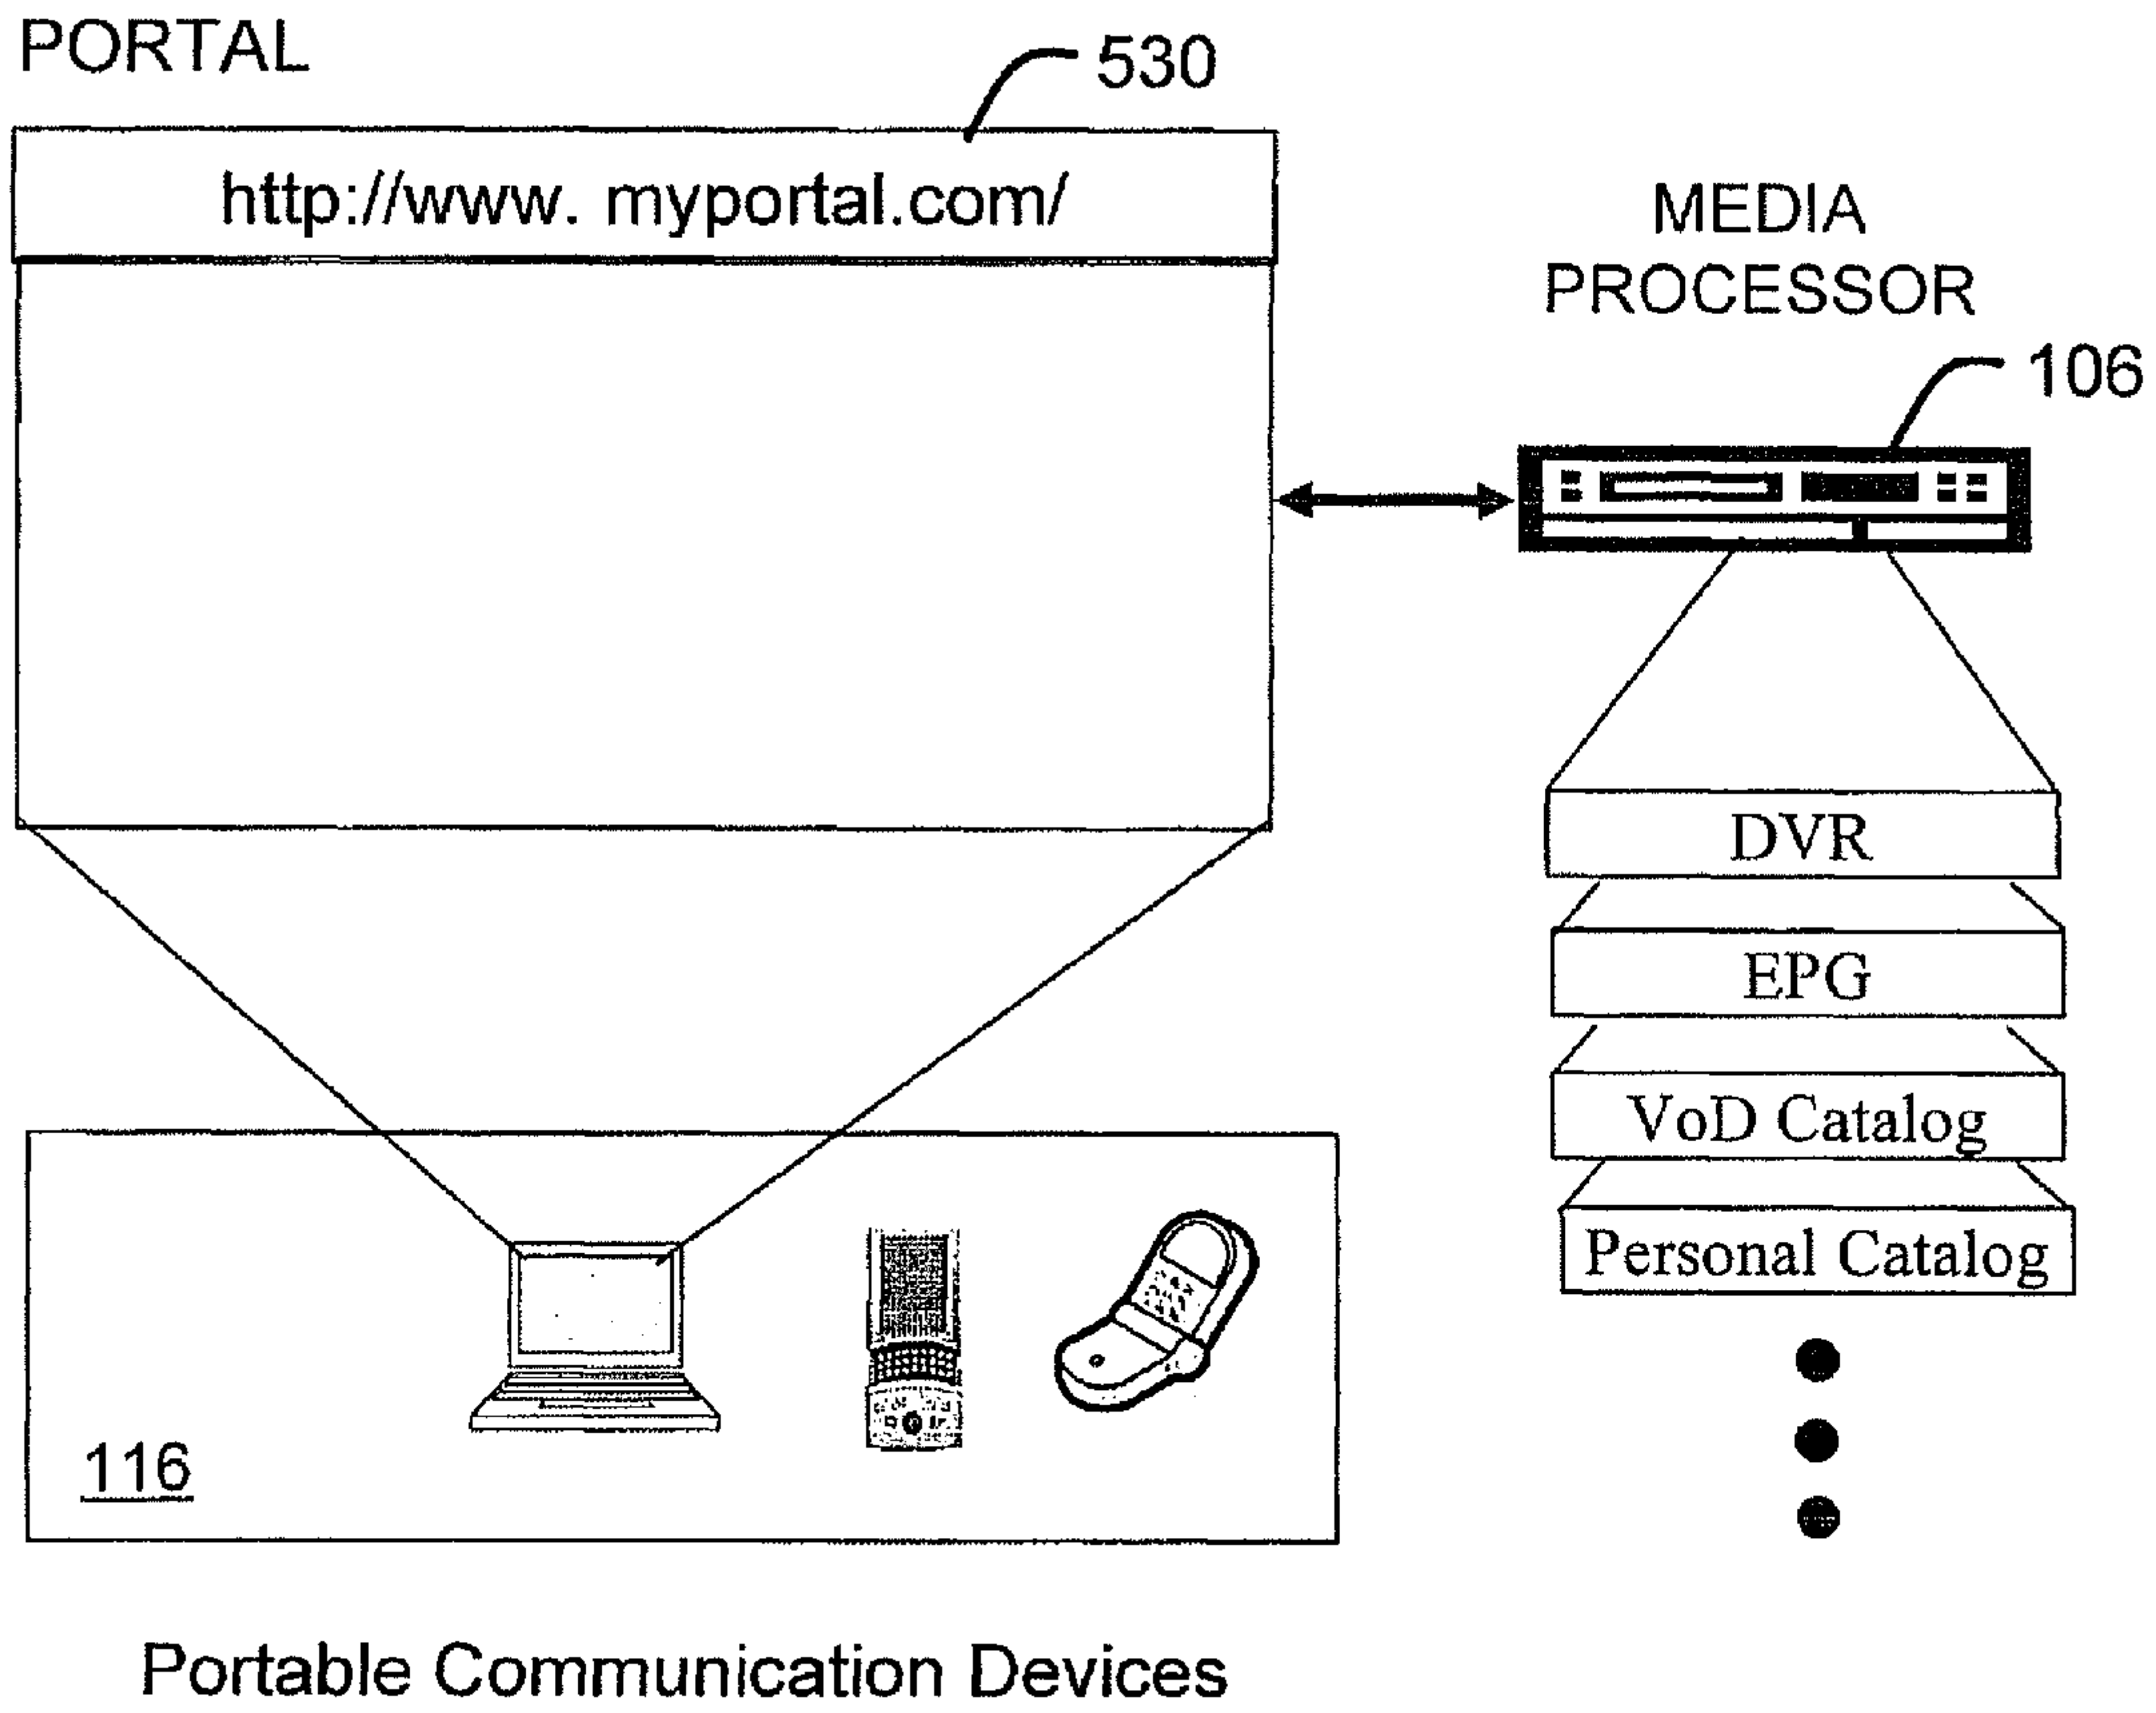 PORTAL
530
http://www. myportal.com/
MEDIA
PROCESSOR
106
DVR
EPG
VoD Catalog
Personal Catalog
116
Portable Communication Devices